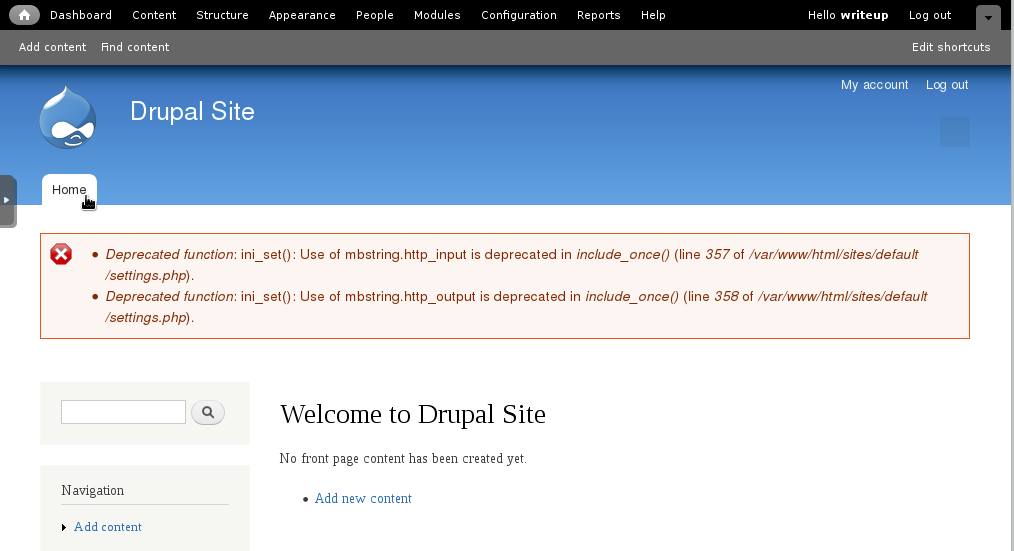 Dashboard Content Structure Appearance People Modules Configuration Reports Help Hello writeup Log out
Add content Find content Edit shortcuts
My account Log out
Drupal Site
Home
• Deprecated function: ini_set(): Use of mbstring.http_input is deprecated in include_once() (line 357 of /var/www/html/sites/default
/settings.php).
• Deprecated function: ini_set(): Use of mbstring.http_output is deprecated in include_once() (line 358 of /var/www/html/sites/default
/settings.php).
Welcome to Drupal Site
No front page content has been created yet.
• Add new content
Navigation
Add content